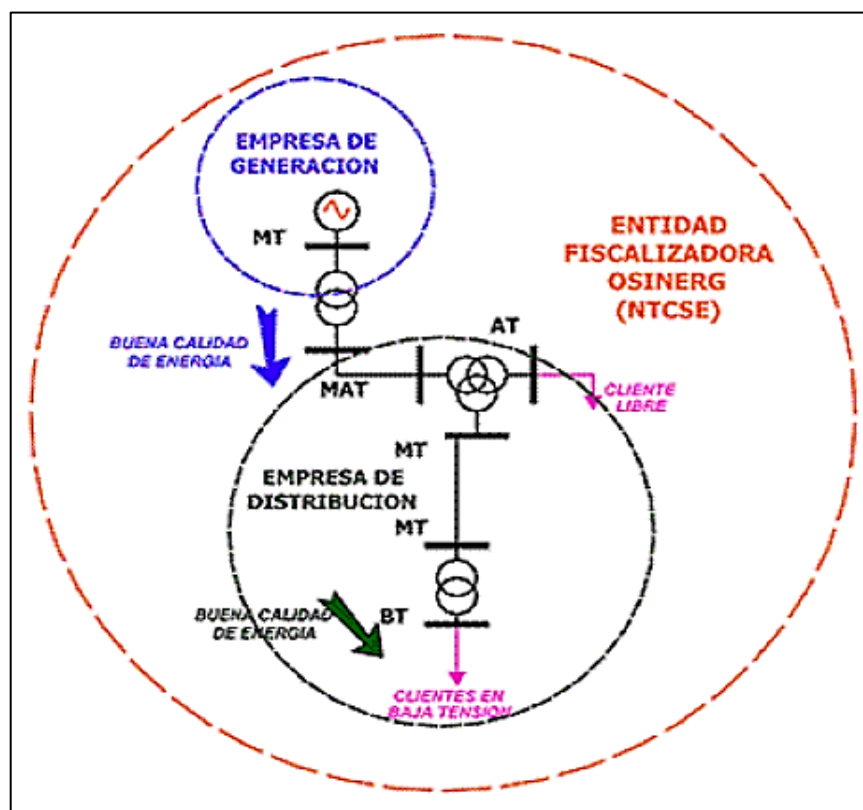 EMPRESA DE
GENERACION
MT
ENTIDAD
FISCALIZADORA
OSINERG
(NTCSE)
BUENA CALIDAD
DE ENERGIA
AT
MAT
CLIENTE
LIBRE
MT
EMPRESA DE
DISTRIBUCION
MT
BUENA CALIDAD
DE ENERGIA
BT
CLIENTES EN
BAJA TENSION